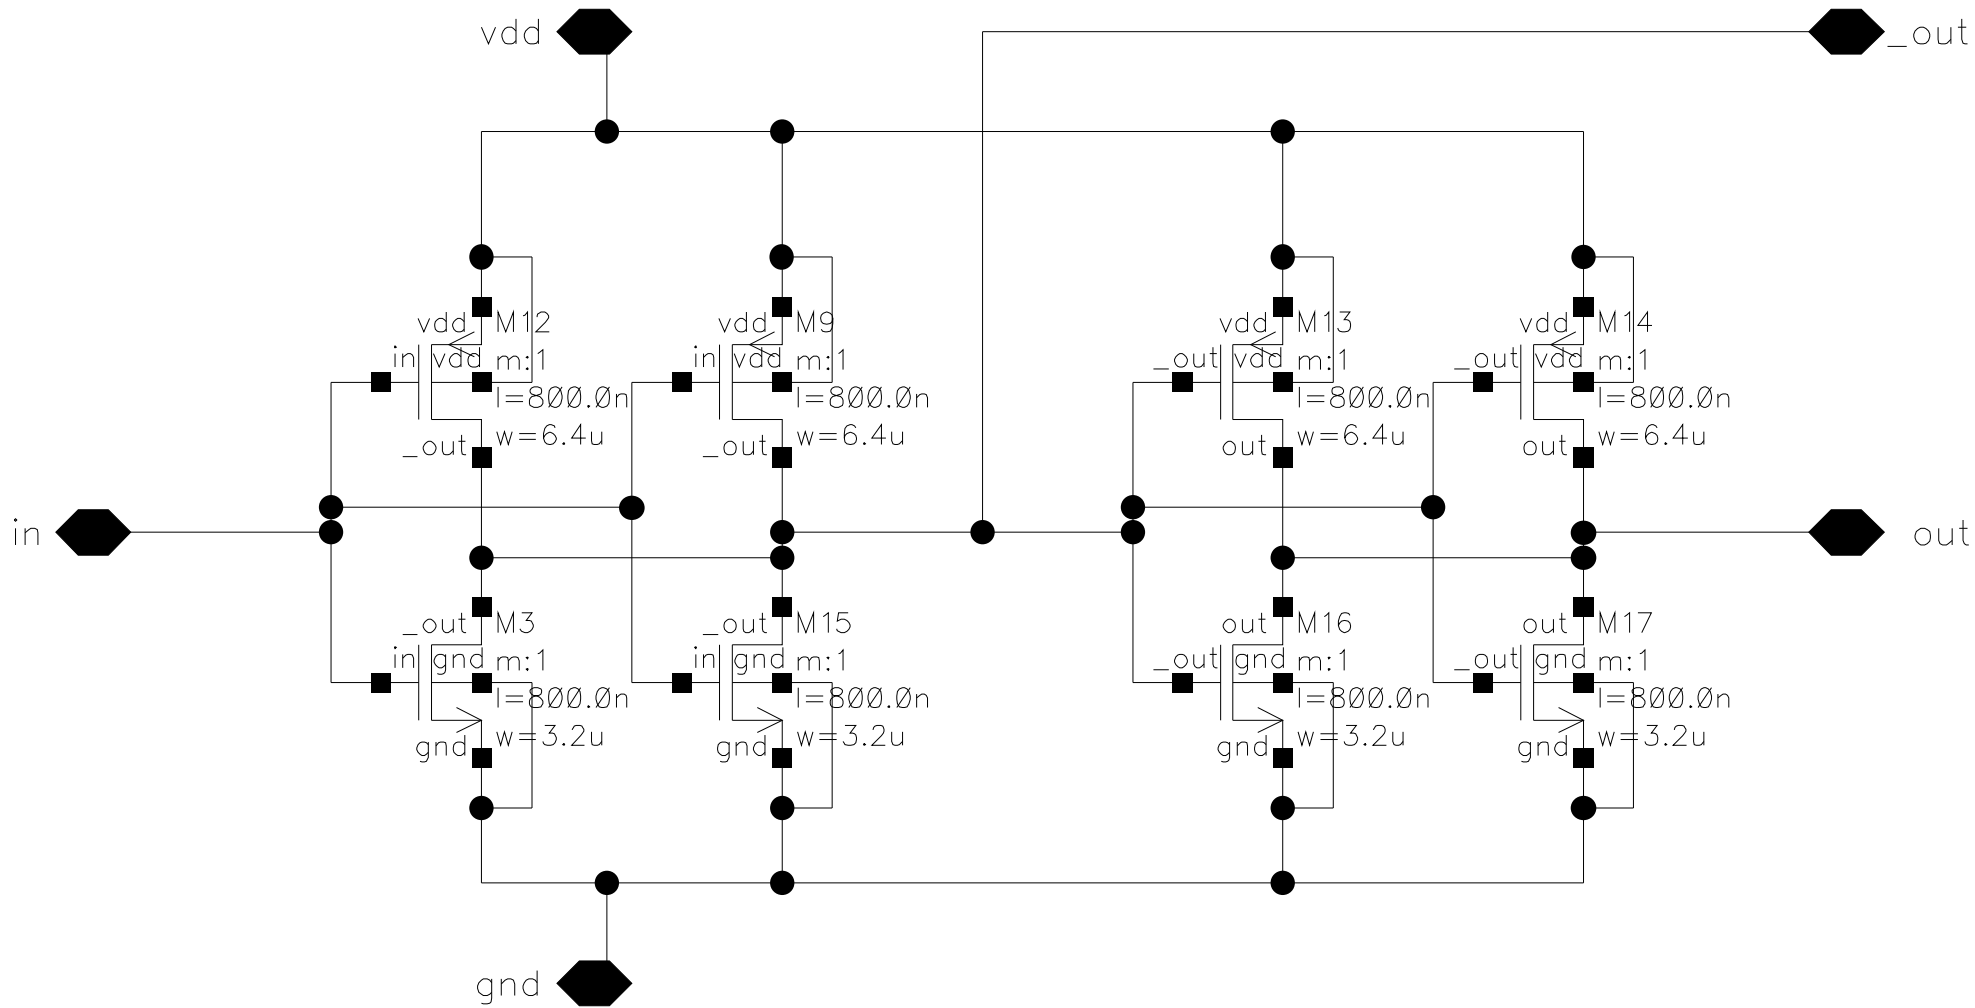 vdd
_out
vdd M12
in vdd m:1
l=800.0n
w=6.4u
_out
vdd M9
in vdd m:1
l=800.0n
w=6.4u
_out
vdd M13
_out vdd m:1
l=800.0n
w=6.4u
out
vdd M14
_out vdd m:1
l=800.0n
w=6.4u
out
in
out
_out M3
in gnd m:1
l=800.0n
w=3.2u
gnd
_out M15
in gnd m:1
l=800.0n
w=3.2u
gnd
out M16
_out gnd m:1
l=800.0n
w=3.2u
gnd
out M17
_out gnd m:1
l=800.0n
w=3.2u
gnd
gnd